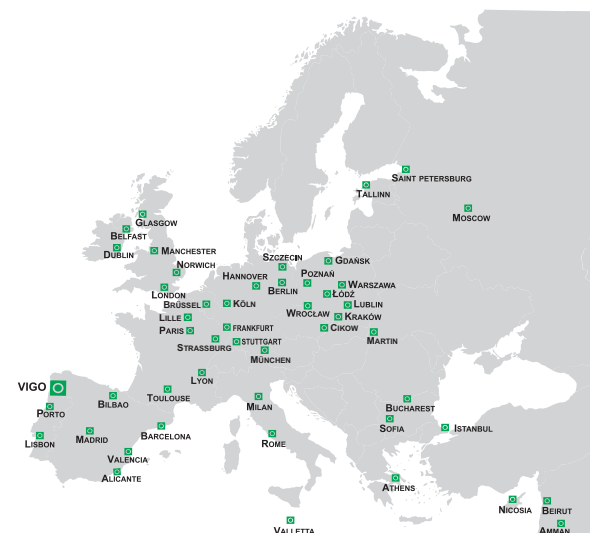 SAINT PETERSBURG
TALLINN
MOSCOW
GLASGOW
BELFAST
DUBLIN
MANCHESTER
NORWICH
SZCZECIN
GDAŃSK
HANNOVER
POZNAŃ
LONDON
BERLIN
WARSZAWA
ŁÓDŹ
BRÜSSEL
KÖLN
LUBLIN
WROCŁAW
LILLE
KRAKÓW
PARIS
FRANKFURT
CIKOW
STRASSBURG
STUTTGART
MARTIN
MÜNCHEN
LYON
VIGO
BILBAO
TOULOUSE
MILAN
BUCHAREST
PORTO
SOFIA
ISTANBUL
LISBON
MADRID
BARCELONA
ROME
VALENCIA
ALICANTE
ATHENS
NICOSIA
BEIRUT
VALLETTA
AMMAN